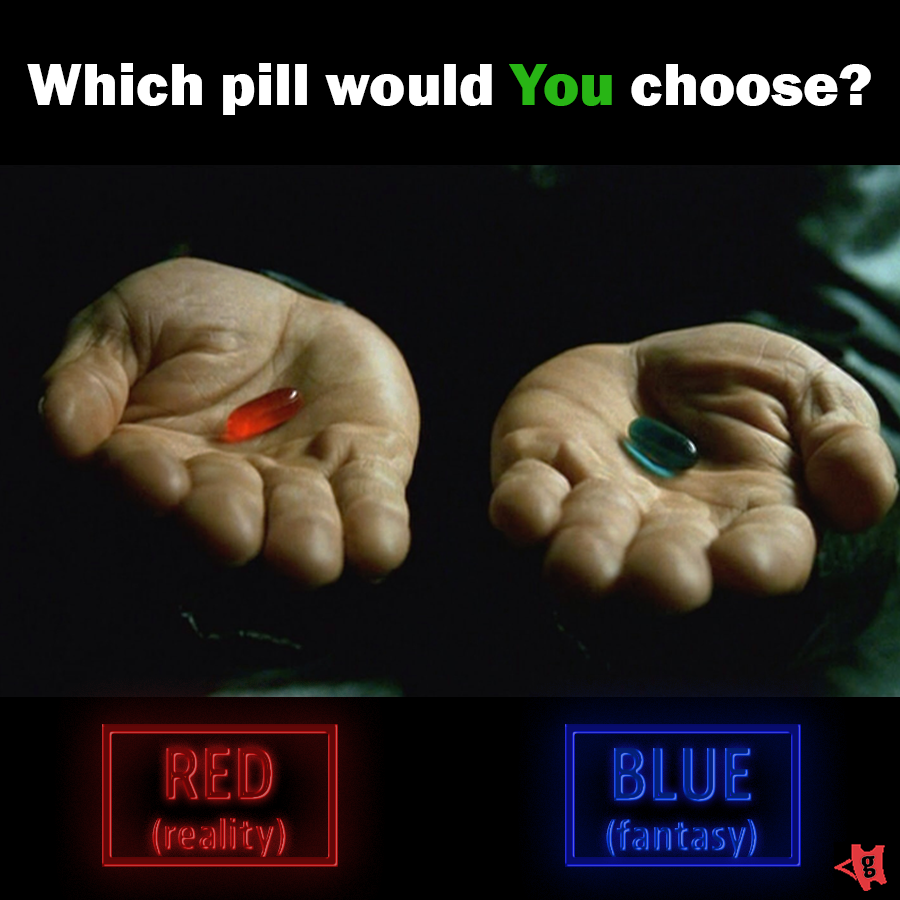 Which pill would You choose?
RED
(reality)
BLUE
(fantasy)
g